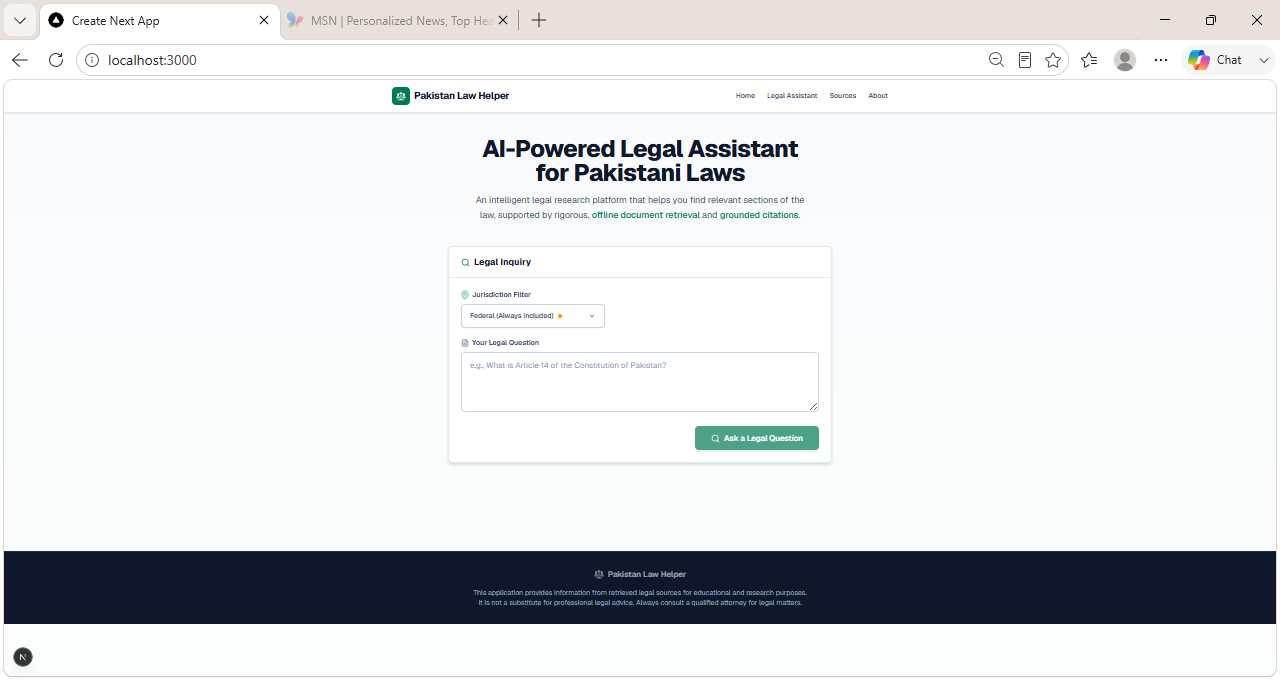 Create Next App
MSN | Personalized News, Top Hea
localhost:3000
Chat
Pakistan Law Helper
Home
Legal Assistant
Sources
About
AI-Powered Legal Assistant
for Pakistani Laws
An intelligent legal research platform that helps you find relevant sections of the
law, supported by rigorous, offline document retrieval and grounded citations.
Legal Inquiry
Jurisdiction Filter
Federal (Always Included)
Your Legal Question
e.g., What is Article 14 of the Constitution of Pakistan?
Ask a Legal Question
Pakistan Law Helper
This application provides information from retrieved legal sources for educational and research purposes.
It is not a substitute for professional legal advice. Always consult a qualified attorney for legal matters.
N